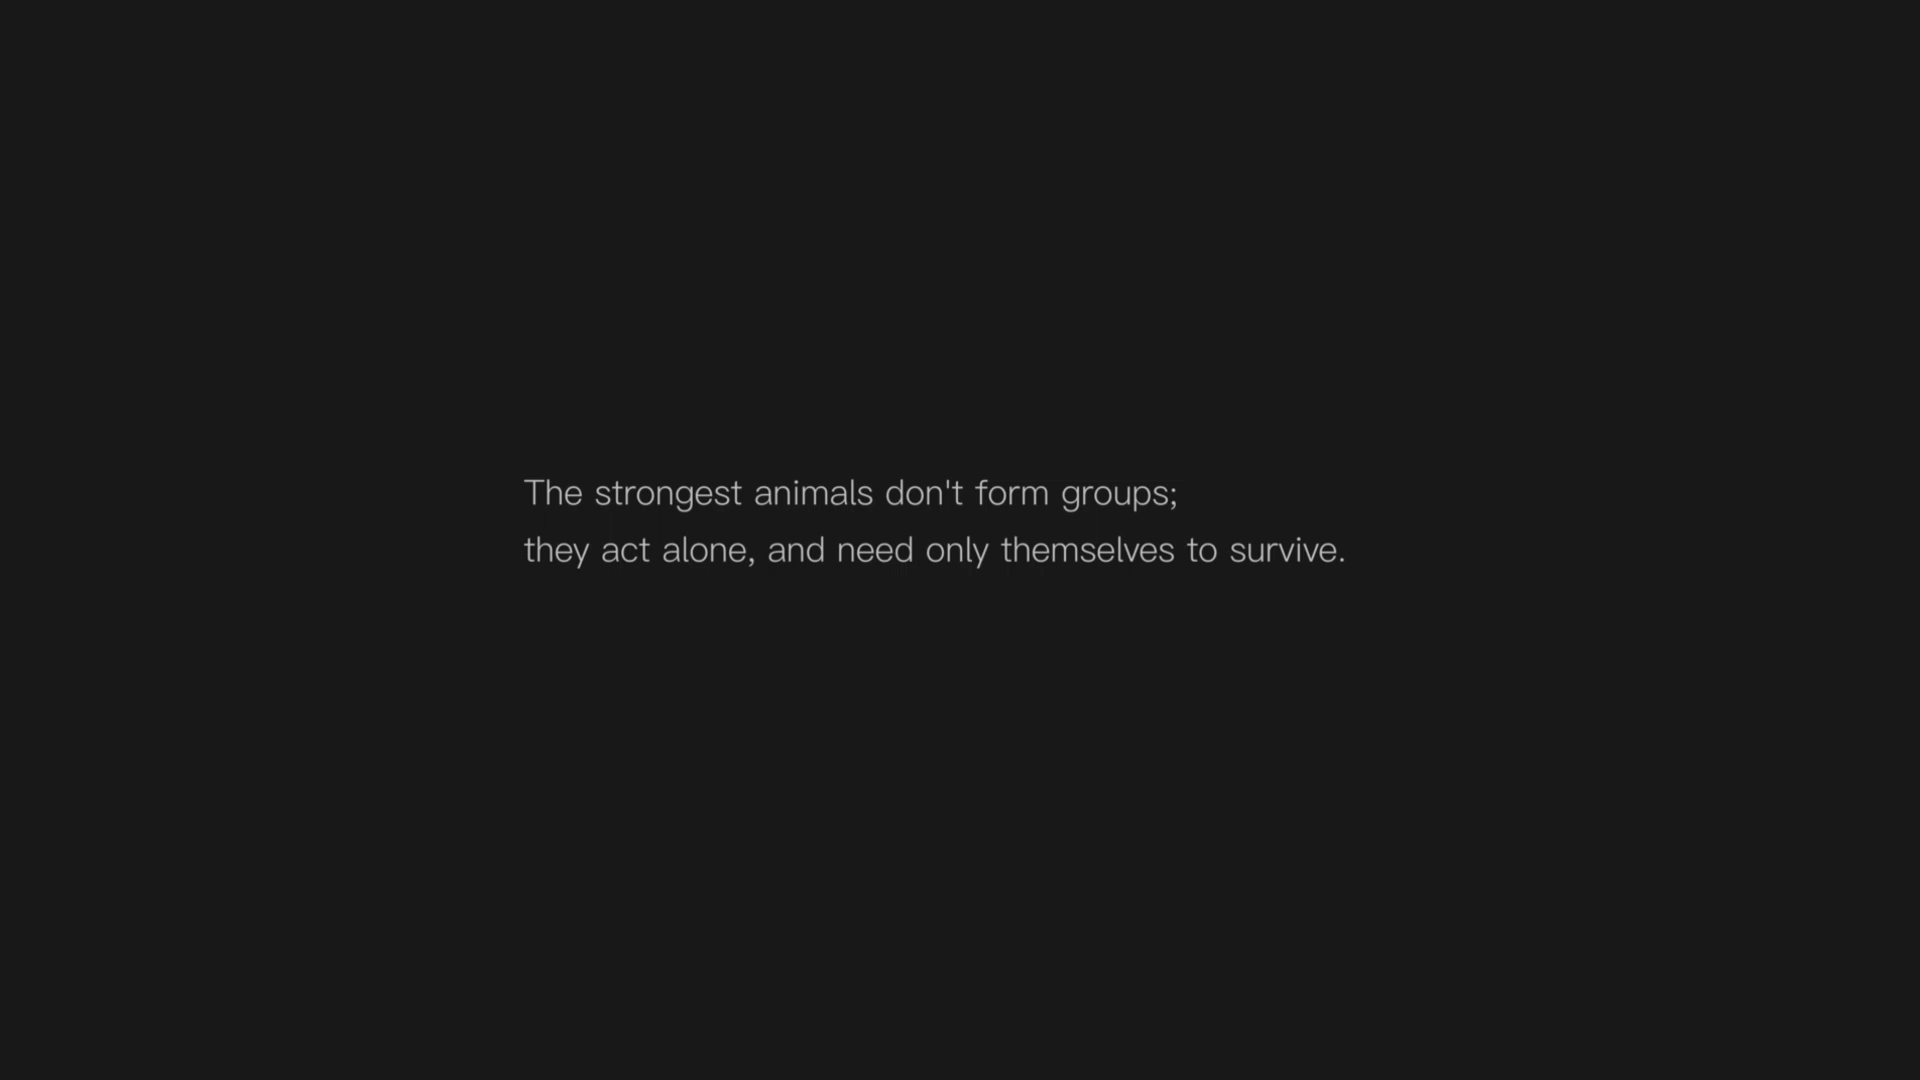 The strongest animals don't form groups;
they act alone, and need only themselves to survive.